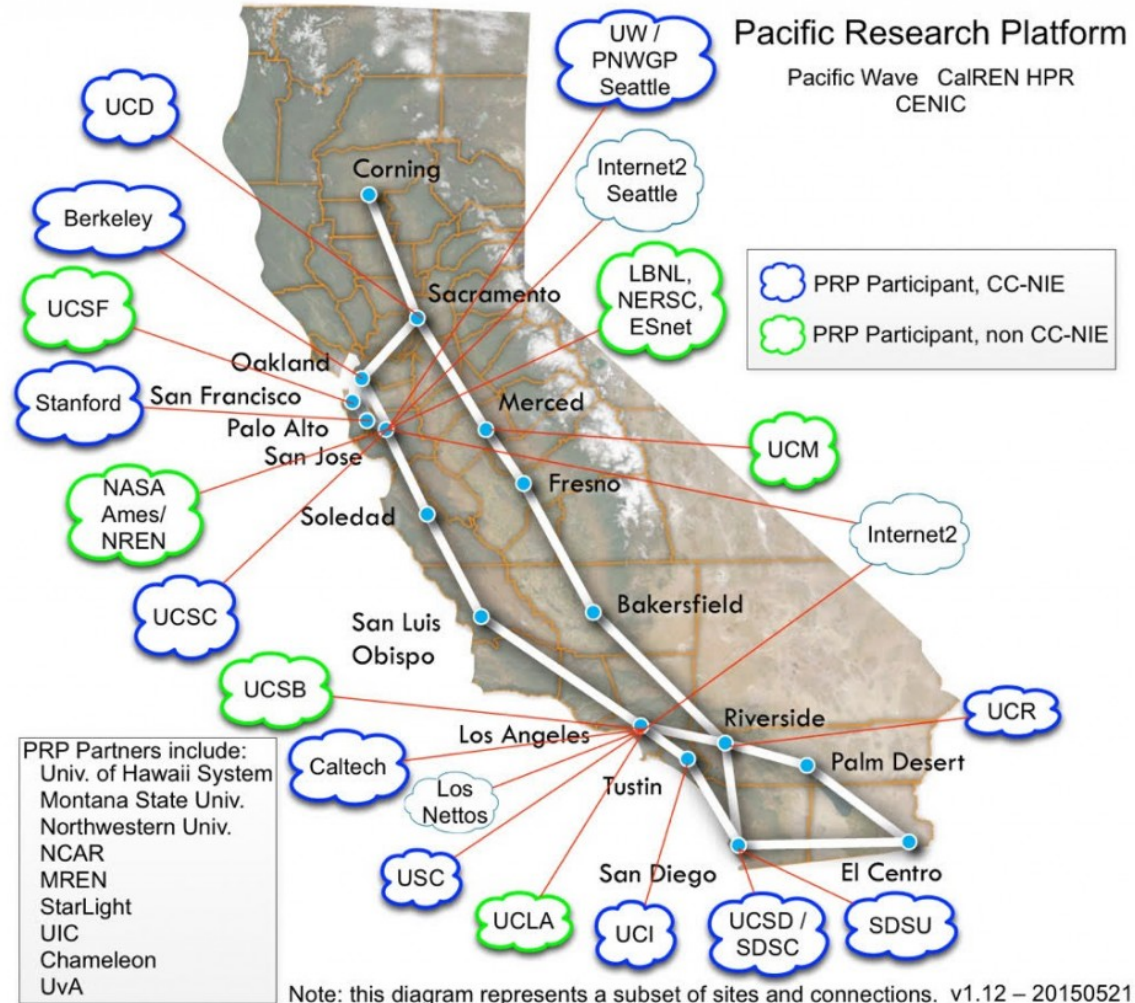 Pacific Research Platform
Pacific Wave CalREN HPR
CENIC
UW /
PNWGP
Seattle
UCD
Internet2
Seattle
Corning
Berkeley
LBNL,
NERSC,
ESnet
PRP Participant, CC-NIE
PRP Participant, non CC-NIE
UCSF
Sacramento
Oakland
Stanford
San Francisco
Merced
Palo Alto
San Jose
UCM
NASA
Ames/
NREN
Fresno
Soledad
Internet2
UCSC
Bakersfield
San Luis
Obispo
UCSB
UCR
Riverside
Los Angeles
Caltech
Palm Desert
Los
Nettos
Tustin
PRP Partners include:
Univ. of Hawaii System
Montana State Univ.
Northwestern Univ.
NCAR
MREN
StarLight
UIC
Chameleon
UvA
USC
San Diego
El Centro
UCLA
UCI
UCSD /
SDSC
SDSU
Note: this diagram represents a subset of sites and connections. v1.12 – 20150521